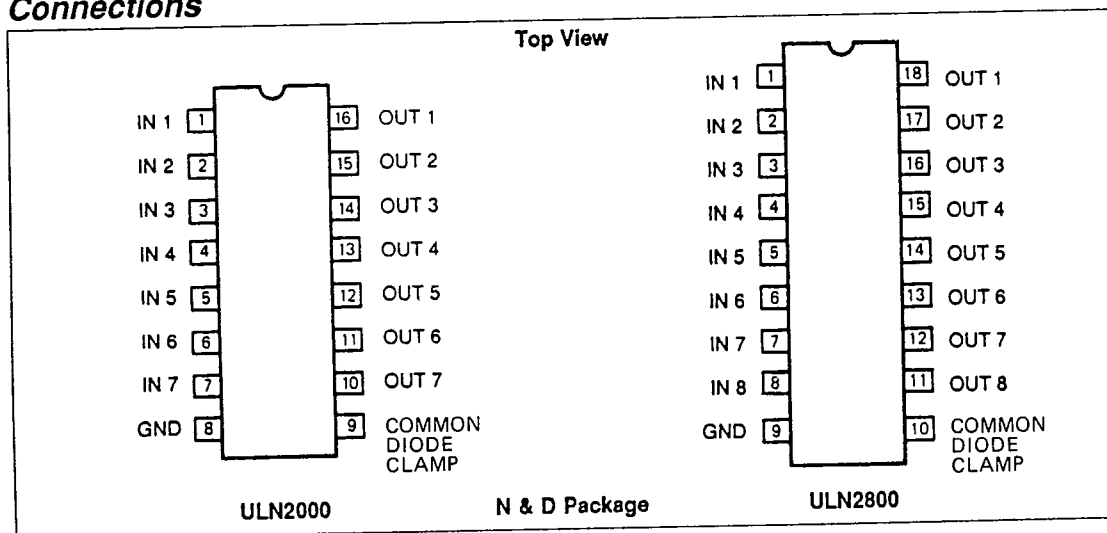 Connections
Top View
IN 1 1 16 OUT 1
IN 2 2 15 OUT 2
IN 3 3 14 OUT 3
IN 4 4 13 OUT 4
IN 5 5 12 OUT 5
IN 6 6 11 OUT 6
IN 7 7 10 OUT 7
GND 8 9 COMMON
DIODE
CLAMP
ULN2000
IN 1 1 18 OUT 1
IN 2 2 17 OUT 2
IN 3 3 16 OUT 3
IN 4 4 15 OUT 4
IN 5 5 14 OUT 5
IN 6 6 13 OUT 6
IN 7 7 12 OUT 7
IN 8 8 11 OUT 8
GND 9 10 COMMON
DIODE
CLAMP
ULN2800
N & D Package